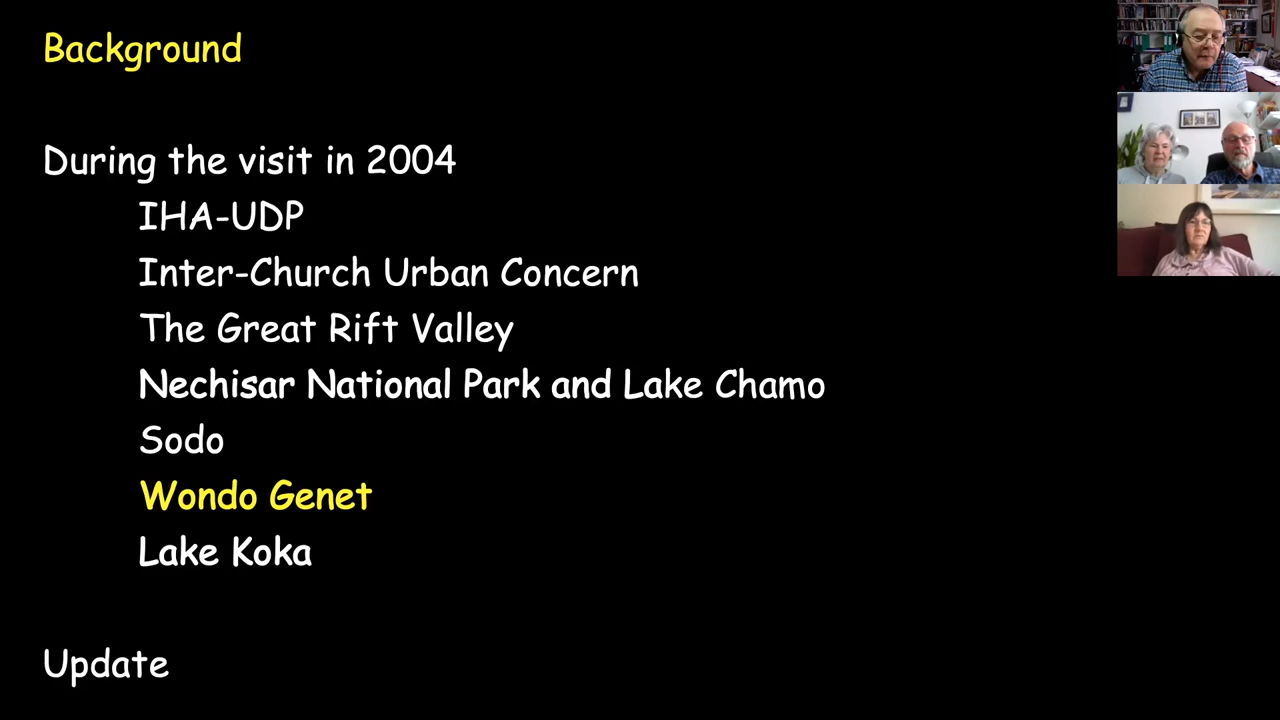 Background
During the visit in 2004
IHA-UDP
Inter-Church Urban Concern
The Great Rift Valley
Nechisar National Park and Lake Chamo
Sodo
Wondo Genet
Lake Koka
Update